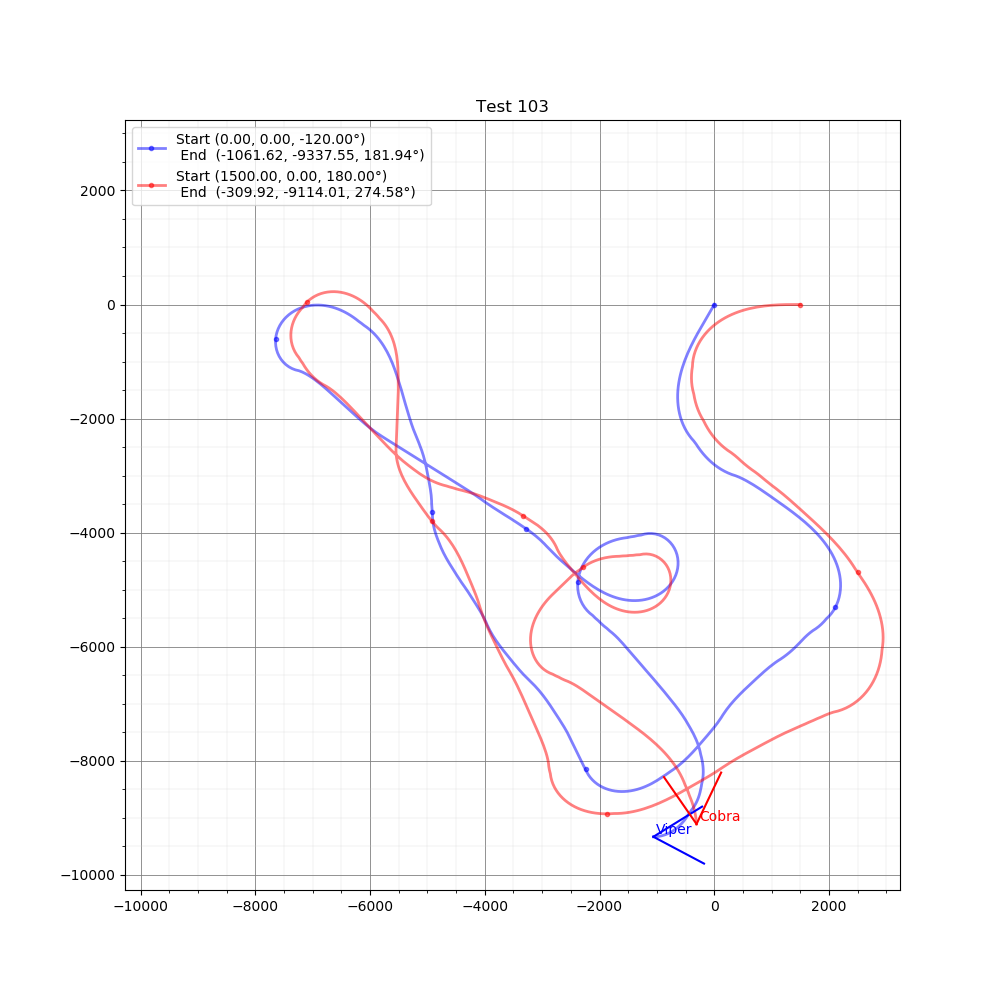 Test 103
Start (0.00, 0.00, -120.00°)
End (-1061.62, -9337.55, 181.94°)
Start (1500.00, 0.00, 180.00°)
End (-309.92, -9114.01, 274.58°)
2000
0
−2000
−4000
−6000
−8000
−10000
Cobra
Viper
−10000 −8000 −6000 −4000 −2000 0 2000